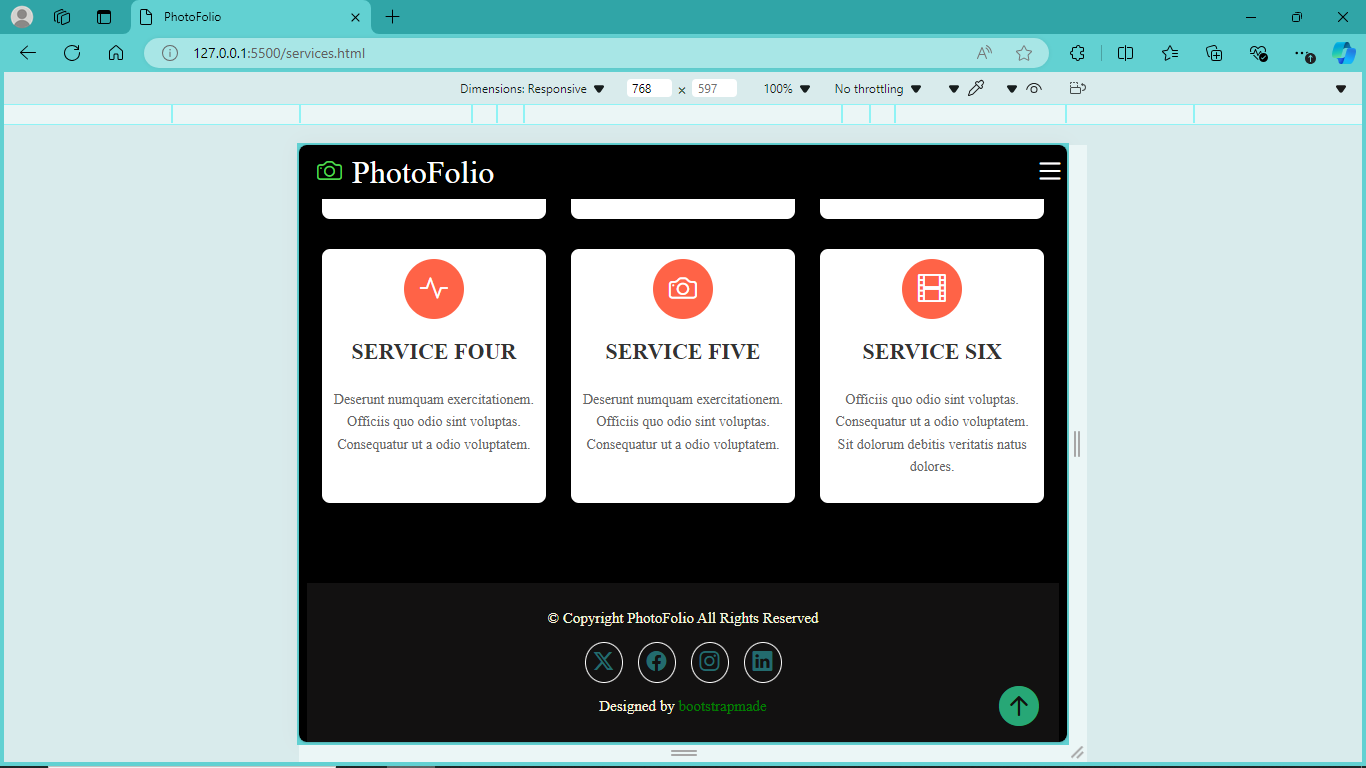 PhotoFolio
127.0.0.1:5500/services.html
Dimensions: Responsive 768 × 597 100% No throttling
PhotoFolio
SERVICE FOUR
Deserunt numquam exercitationem.
Officiis quo odio sint voluptas.
Consequatur ut a odio voluptatem.
SERVICE FIVE
Deserunt numquam exercitationem.
Officiis quo odio sint voluptas.
Consequatur ut a odio voluptatem.
SERVICE SIX
Officiis quo odio sint voluptas.
Consequatur ut a odio voluptatem.
Sit dolorum debitis veritatis natus
dolores.
© Copyright PhotoFolio All Rights Reserved
Designed by bootstrapmade